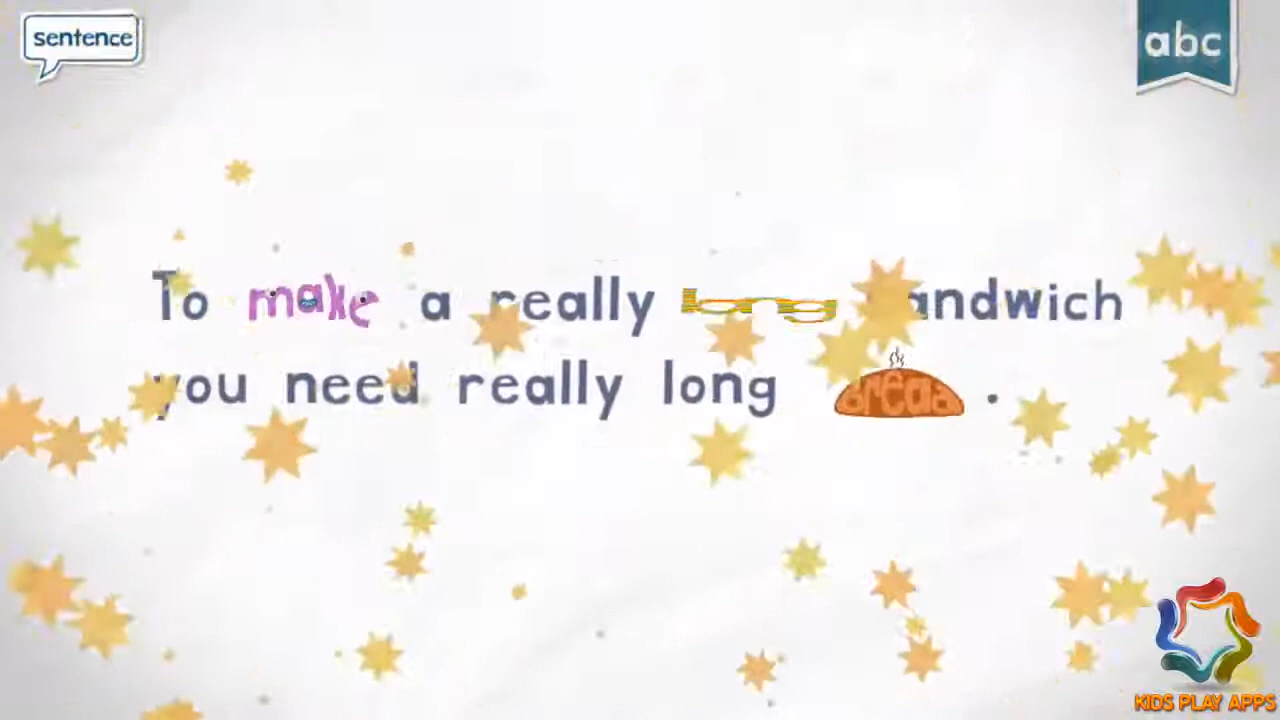 sentence
abc
To make a really long sandwich
you need really long bread .
KIDS PLAY APPS